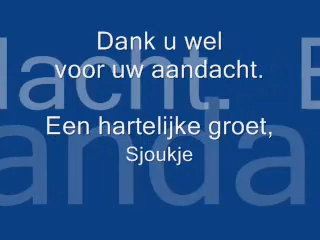 Dank u wel
voor uw aandacht.
Een hartelijke groet,
Sjoukje